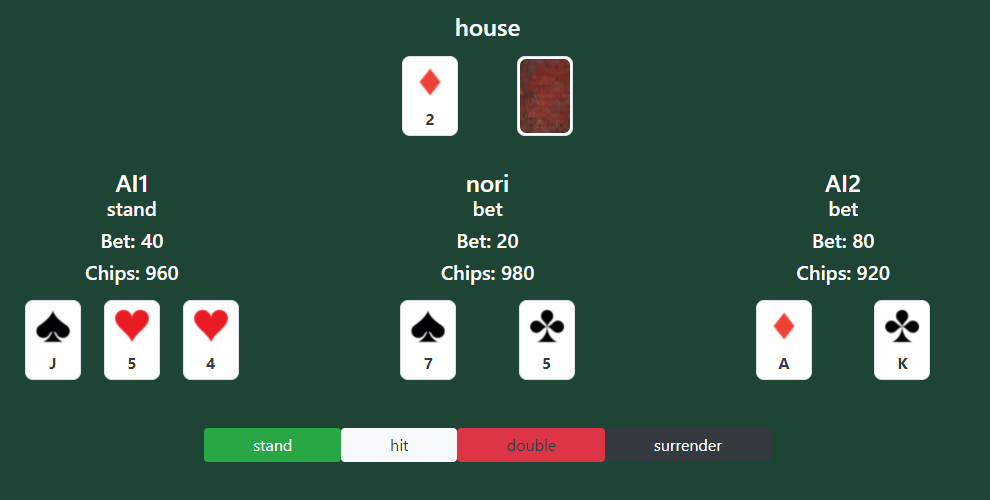 house
2
AI1
stand
Bet: 40
Chips: 960
J 5 4
nori
bet
Bet: 20
Chips: 980
7 5
AI2
bet
Bet: 80
Chips: 920
A K
stand hit double surrender